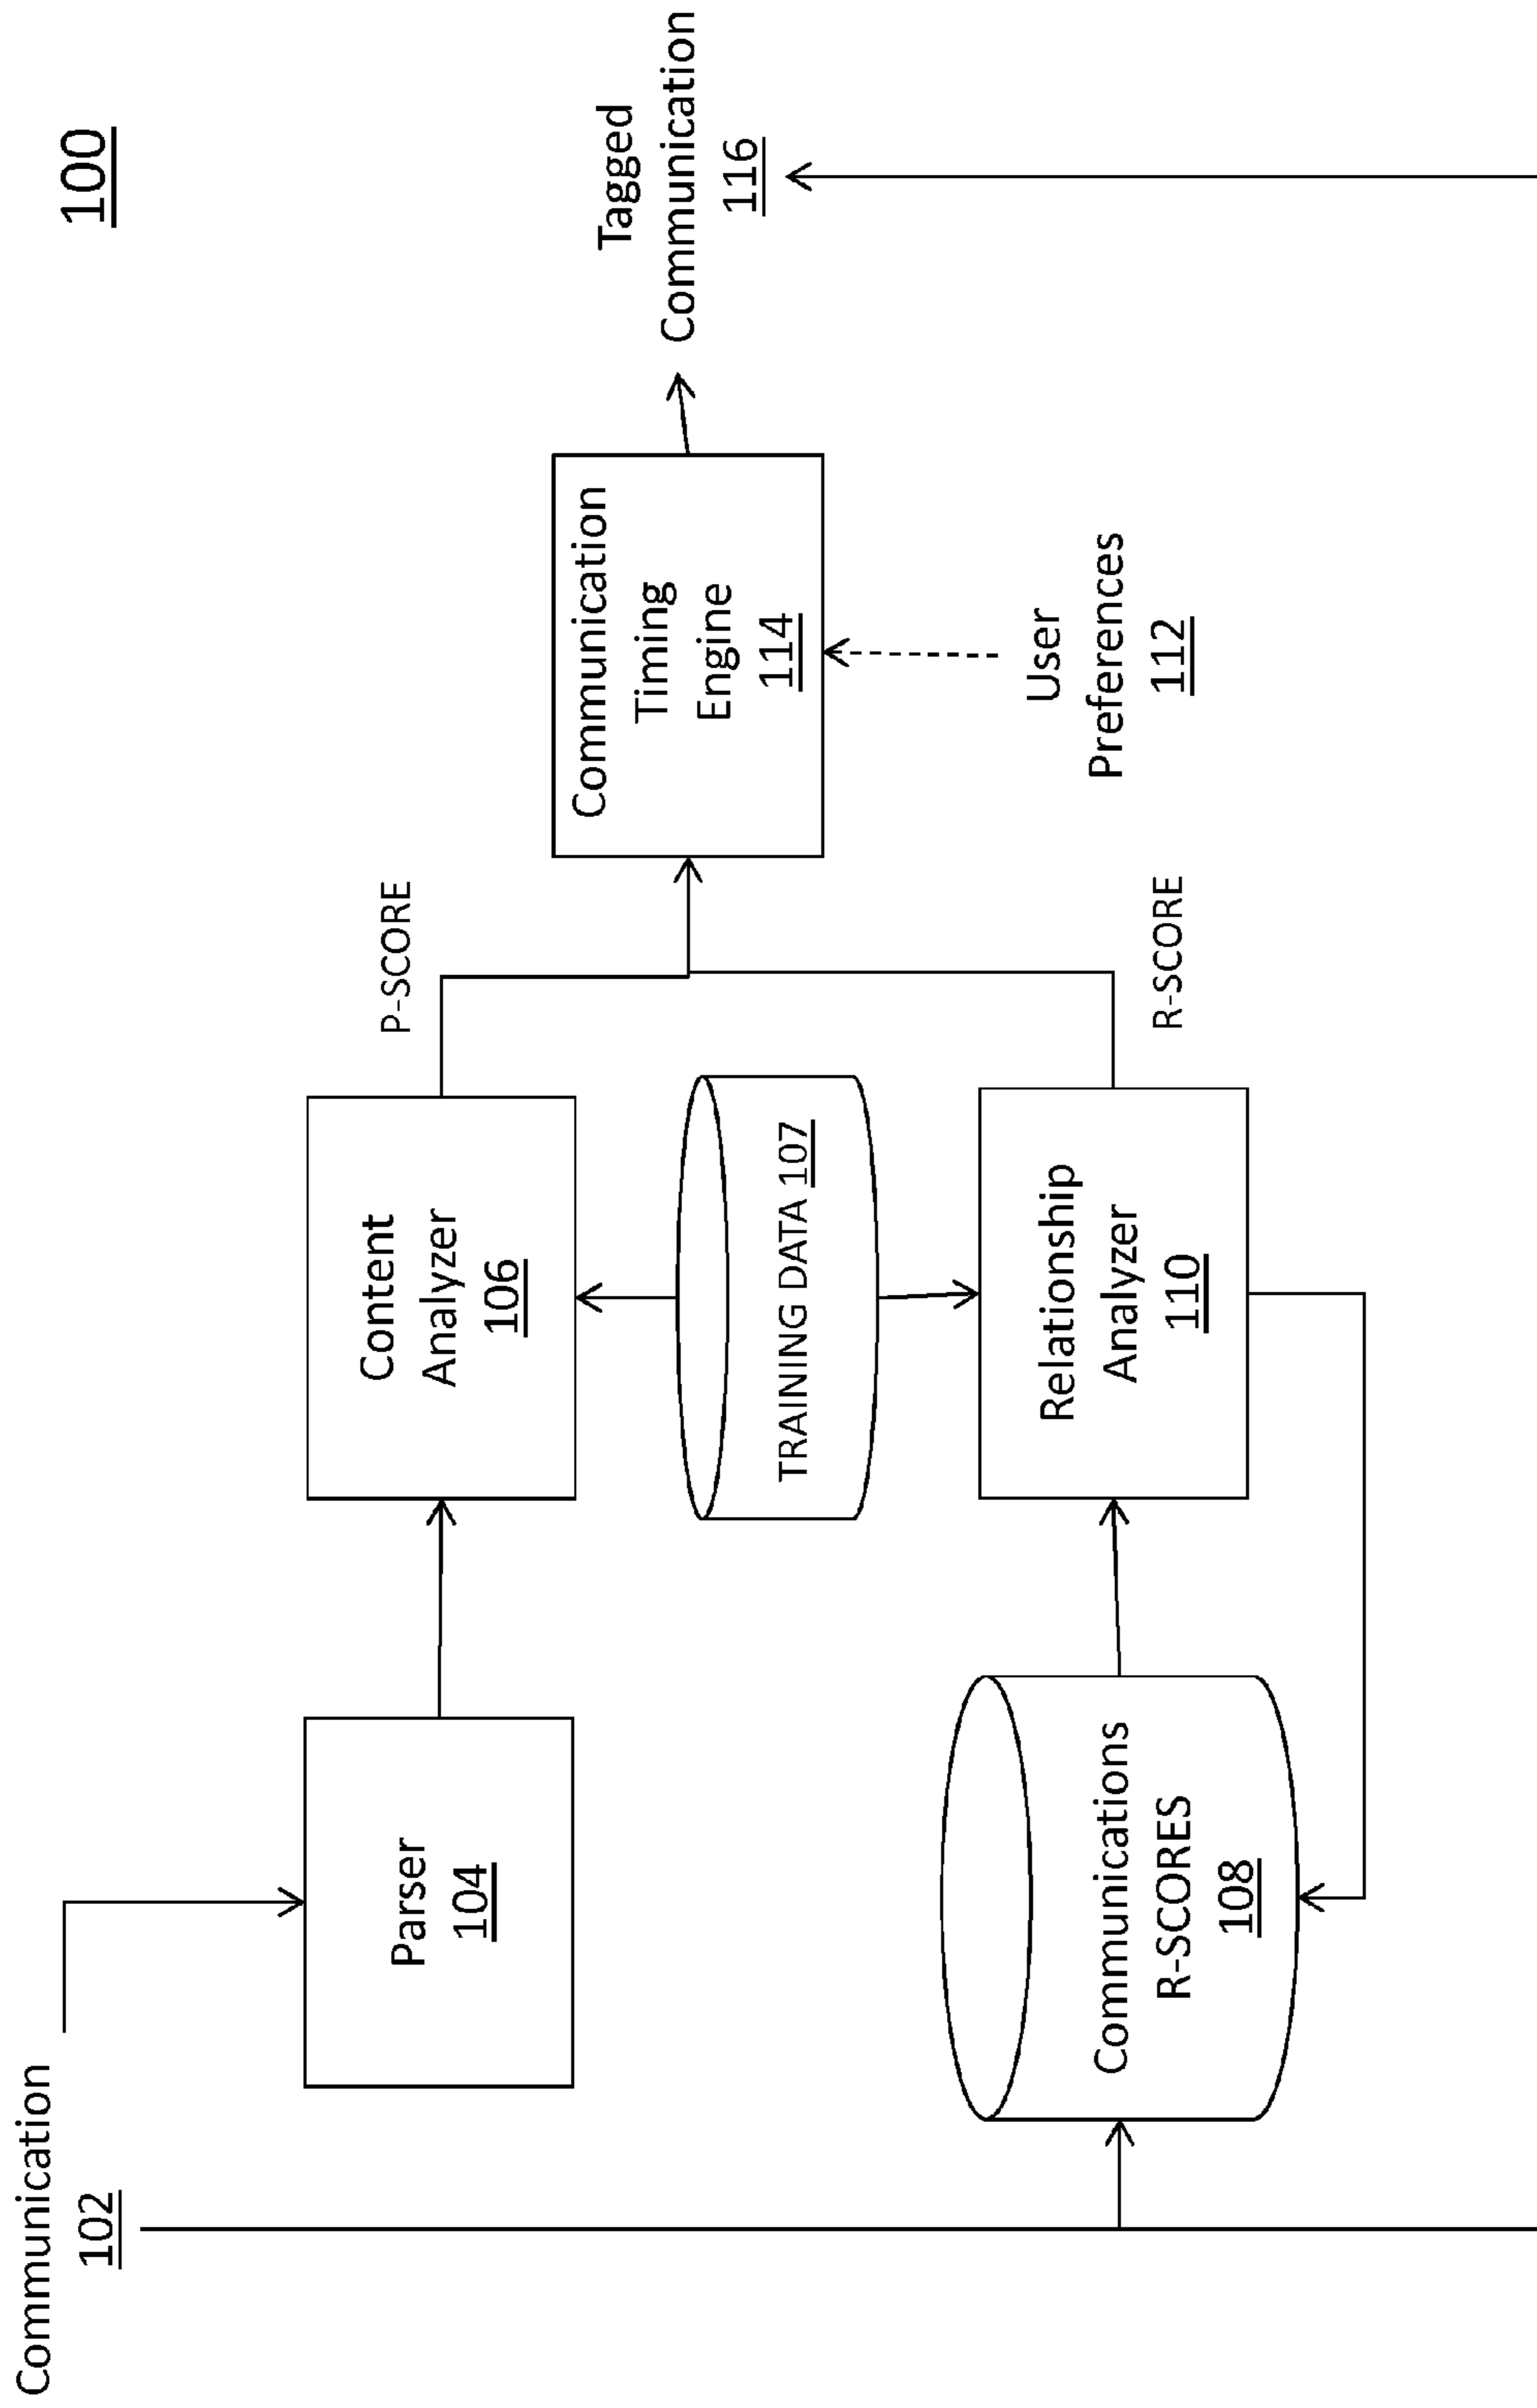 100
Communication
102
Parser
104
Content
Analyzer
106
P-SCORE
TRAINING DATA 107
Communications
R-SCORES
108
Relationship
Analyzer
110
R-SCORE
Communication
Timing
Engine
114
User
Preferences
112
Tagged
Communication
116